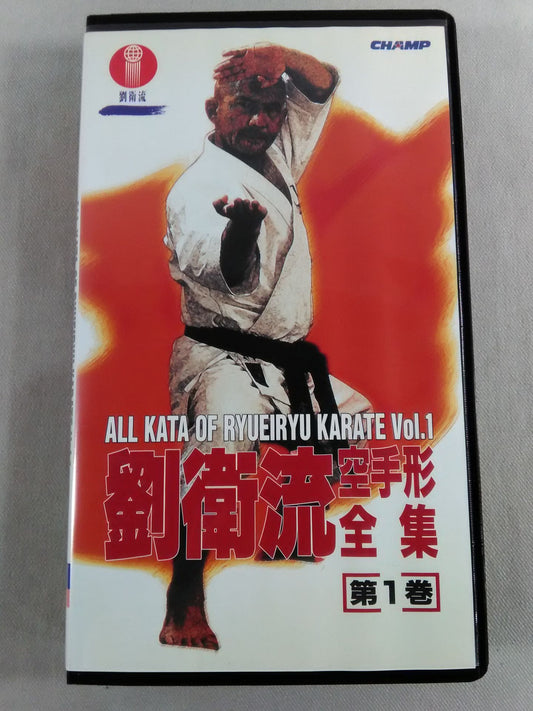 CHAMP
劉衛流
ALL KATA OF RYUEIRYU KARATE Vol.1
劉衛流
空手形
全集
第1巻